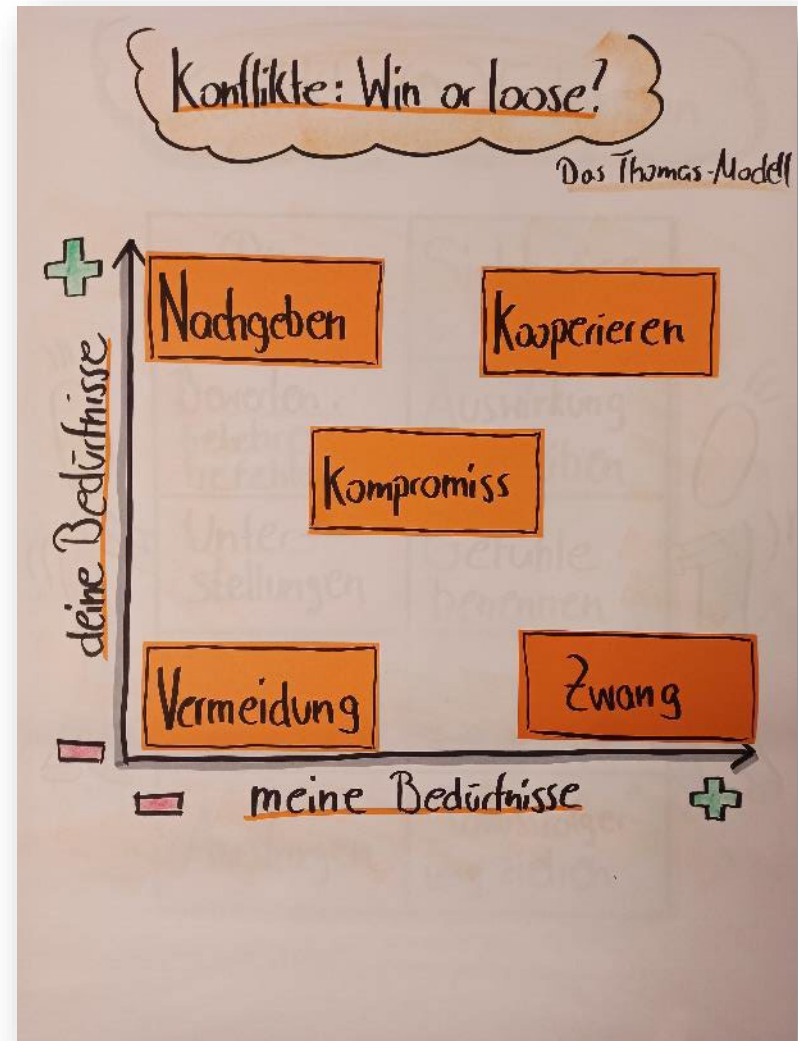 Konflikte: Win or loose?
Das Thomas-Modell
Nachgeben
Kooperieren
Kompromiss
deine Bedürfnisse
Vermeidung
Zwang
meine Bedürfnisse